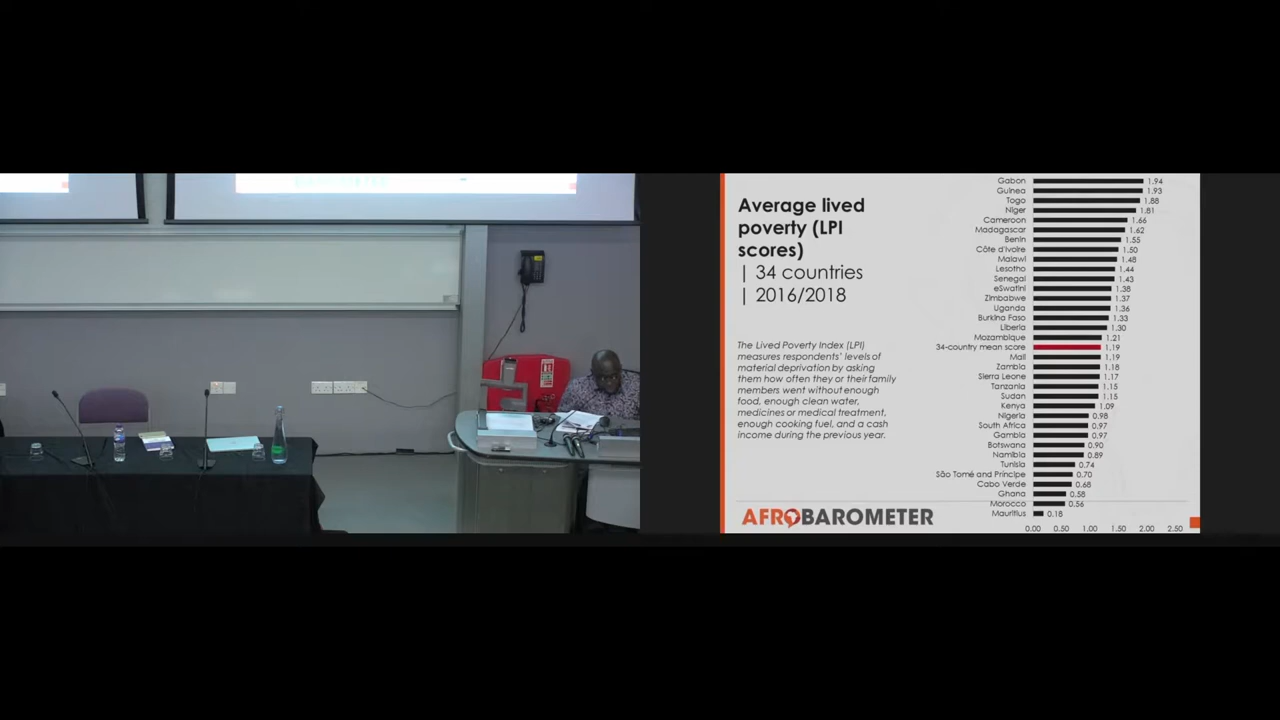 Average lived
poverty (LPI
scores)
| 34 countries
| 2016/2018
The Lived Poverty Index (LPI)
measures respondents' levels of
material deprivation by asking
them how often they or their family
members went without enough
food, enough clean water,
medicines or medical treatment,
enough cooking fuel, and a cash
income during the previous year.
AFROBAROMETER
Gabon 1.94
Guinea 1.93
Togo 1.88
Niger 1.81
Cameroon 1.66
Madagascar 1.62
Benin 1.55
Côte d'Ivoire 1.50
Malawi 1.48
Lesotho 1.44
Senegal 1.43
eSwatini 1.38
Zimbabwe 1.37
Uganda 1.36
Burkina Faso 1.33
Liberia 1.30
Mozambique 1.21
34-country mean score 1.19
Mali 1.19
Zambia 1.18
Sierra Leone 1.17
Tanzania 1.15
Sudan 1.15
Kenya 1.09
Nigeria 0.98
South Africa 0.97
Gambia 0.97
Botswana 0.90
Namibia 0.89
Tunisia 0.74
São Tomé and Príncipe 0.70
Cabo Verde 0.68
Ghana 0.58
Morocco 0.56
Mauritius 0.18
0.00 0.50 1.00 1.50 2.00 2.50